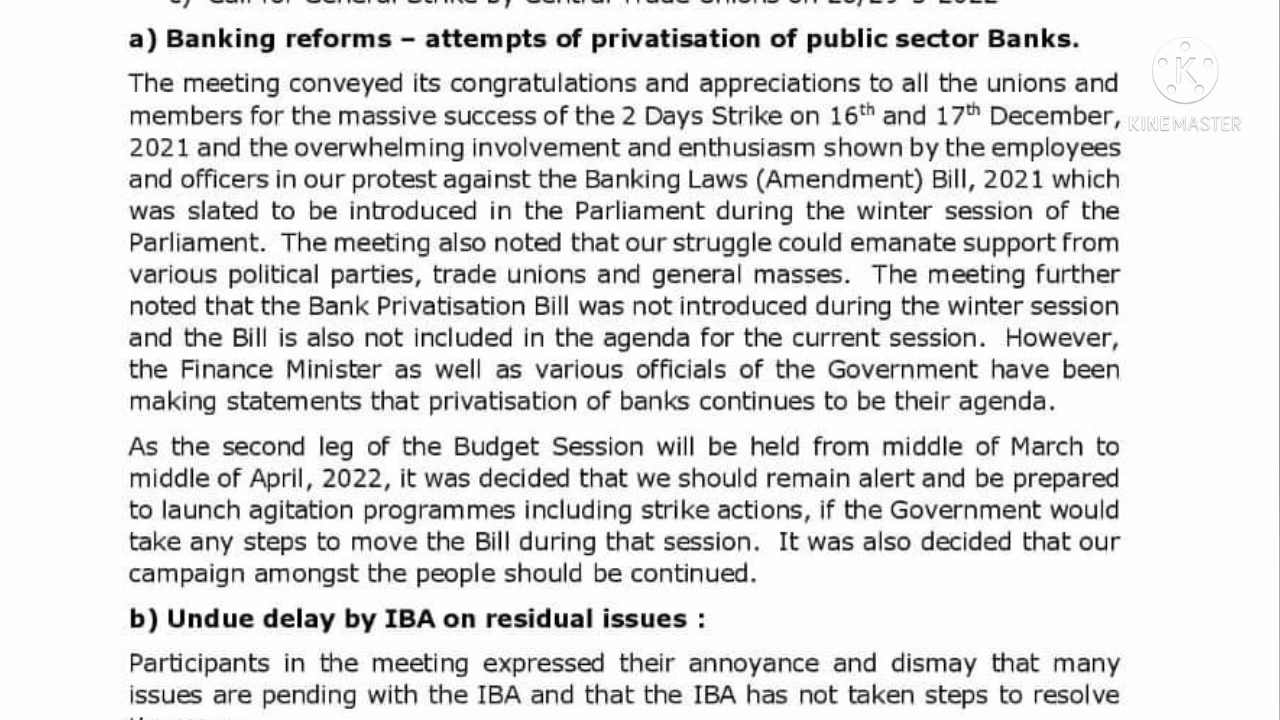 c) Call for General Strike by Central Trade Unions on 28/29-3-2022
a) Banking reforms – attempts of privatisation of public sector Banks.
The meeting conveyed its congratulations and appreciations to all the unions and
members for the massive success of the 2 Days Strike on 16th and 17th December,
2021 and the overwhelming involvement and enthusiasm shown by the employees
and officers in our protest against the Banking Laws (Amendment) Bill, 2021 which
was slated to be introduced in the Parliament during the winter session of the
Parliament. The meeting also noted that our struggle could emanate support from
various political parties, trade unions and general masses. The meeting further
noted that the Bank Privatisation Bill was not introduced during the winter session
and the Bill is also not included in the agenda for the current session. However,
the Finance Minister as well as various officials of the Government have been
making statements that privatisation of banks continues to be their agenda.
As the second leg of the Budget Session will be held from middle of March to
middle of April, 2022, it was decided that we should remain alert and be prepared
to launch agitation programmes including strike actions, if the Government would
take any steps to move the Bill during that session. It was also decided that our
campaign amongst the people should be continued.
b) Undue delay by IBA on residual issues :
Participants in the meeting expressed their annoyance and dismay that many
issues are pending with the IBA and that the IBA has not taken steps to resolve
K
KINEMASTER